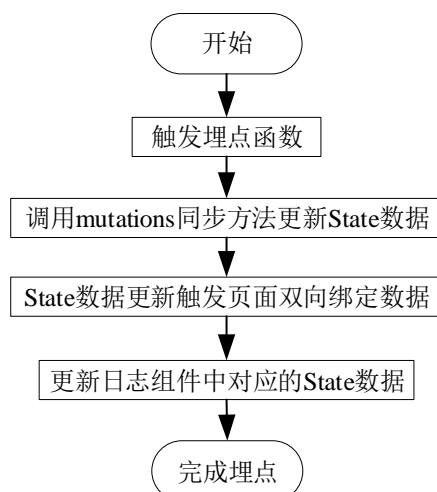 开始
触发埋点函数
调用mutations同步方法更新State数据
State数据更新触发页面双向绑定数据
更新日志组件中对应的State数据
完成埋点